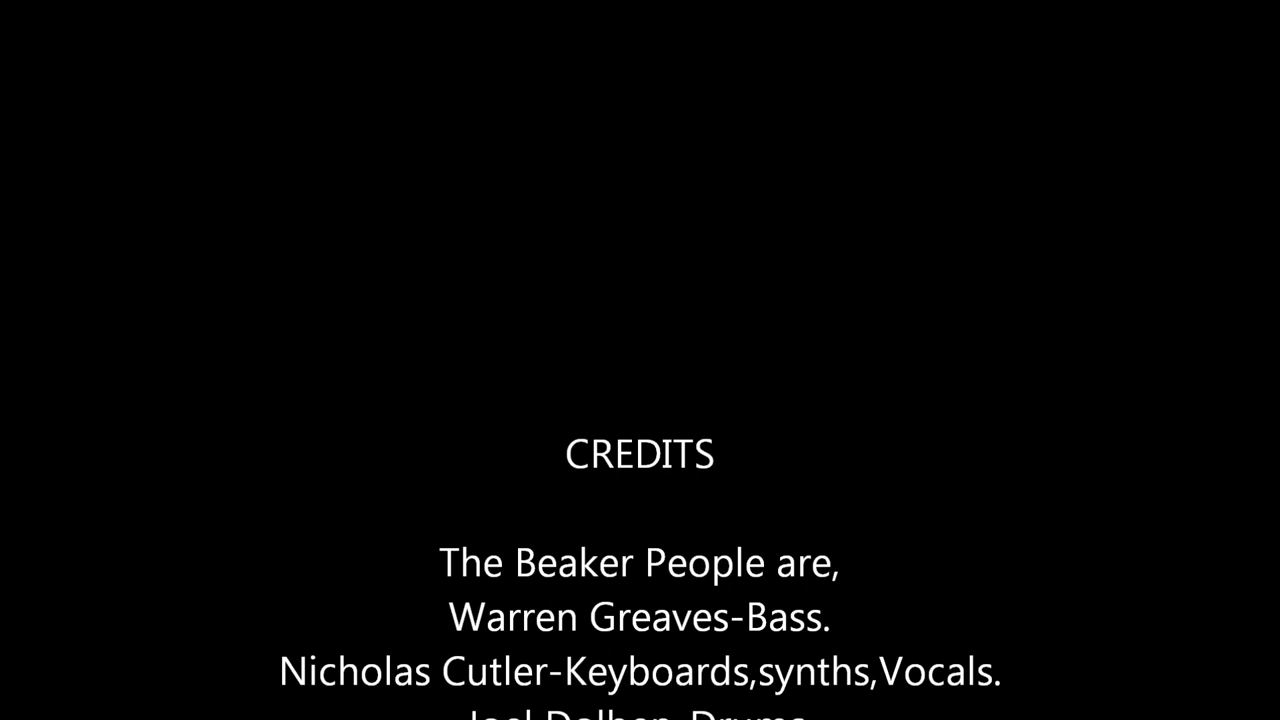 CREDITS
The Beaker People are,
Warren Greaves-Bass.
Nicholas Cutler-Keyboards,synths,Vocals.